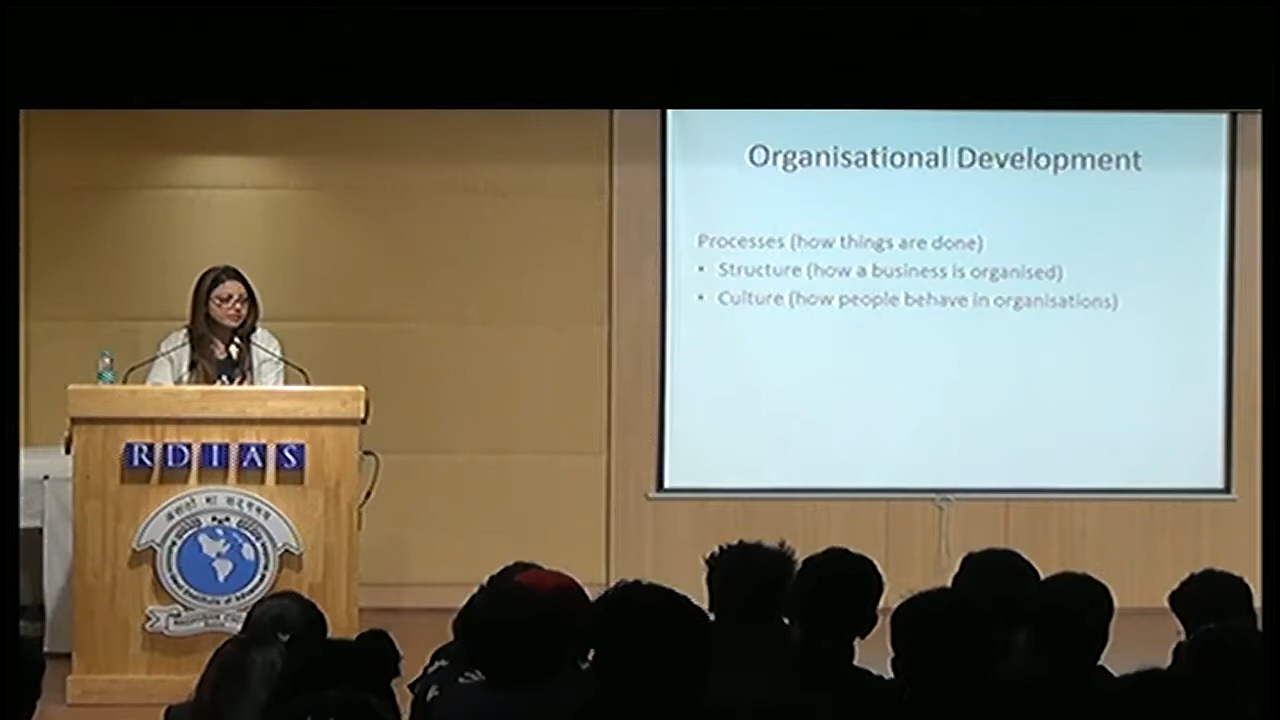 Organisational Development
Processes (how things are done)
• Structure (how a business is organised)
• Culture (how people behave in organisations)
RDIAS